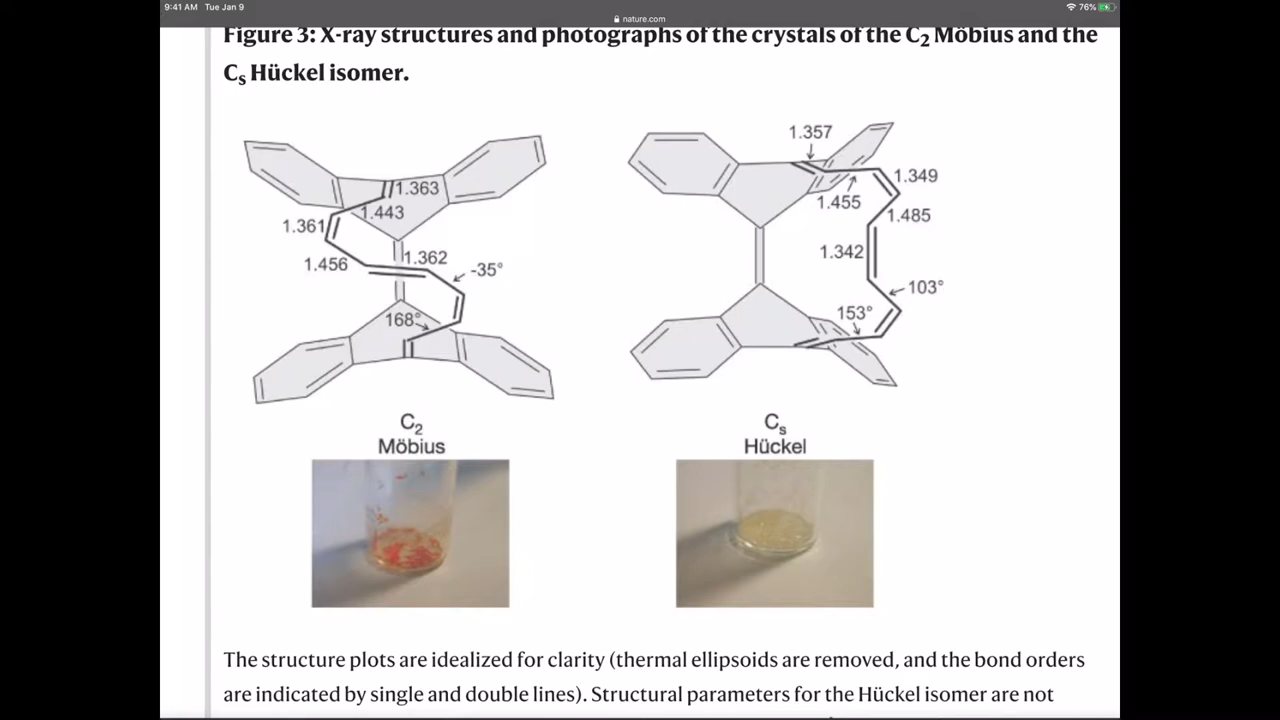 9:41 AM Tue Jan 9
76%
nature.com
Figure 3: X-ray structures and photographs of the crystals of the C₂ Möbius and the
Cₛ Hückel isomer.
1.363
1.443
1.361
1.456
1.362
-35°
168°
C₂
Möbius
1.357
1.349
1.455
1.485
1.342
103°
153°
Cₛ
Hückel
The structure plots are idealized for clarity (thermal ellipsoids are removed, and the bond orders
are indicated by single and double lines). Structural parameters for the Hückel isomer are not